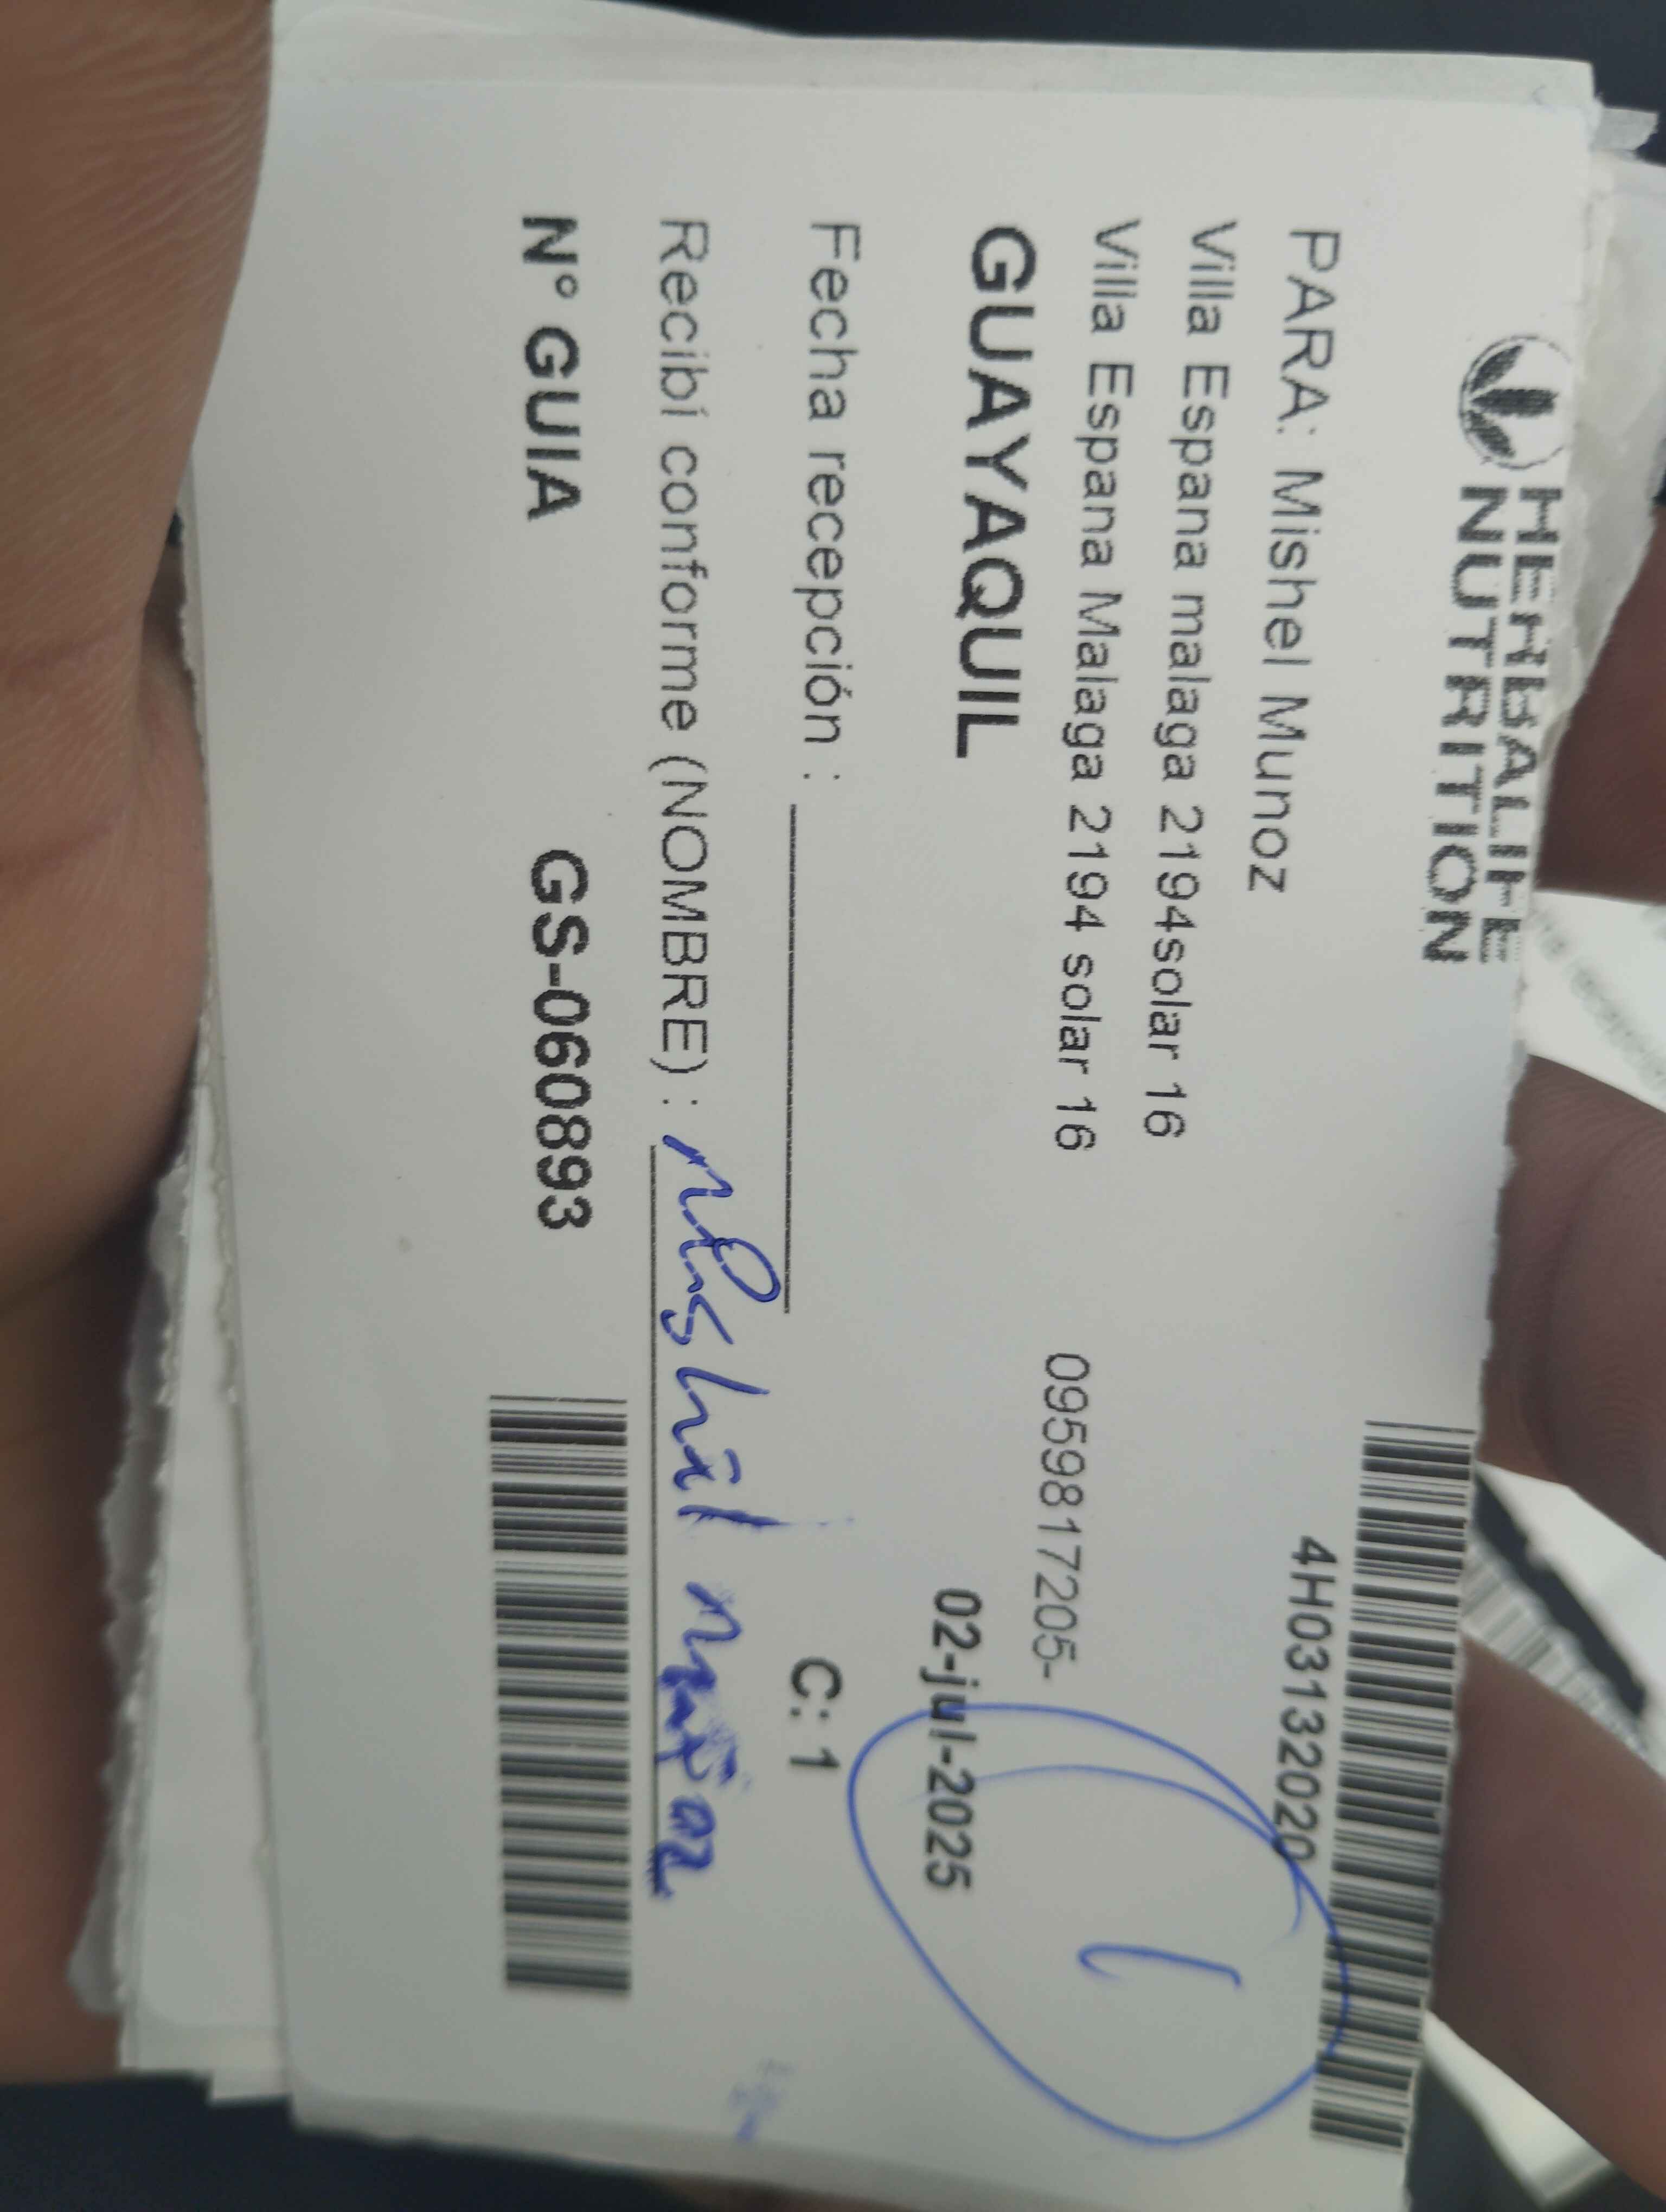 HERBALIFE
NUTRITION
4H03132020
PARA: Mishel Munoz
Villa Espana malaga 2194solar 16
Villa Espana Malaga 2194 solar 16
0959817205-
GUAYAQUIL
02-jul-2025
1
Fecha recepción :
C: 1
Recibí conforme (NOMBRE) :
N° GUIA
GS-060893